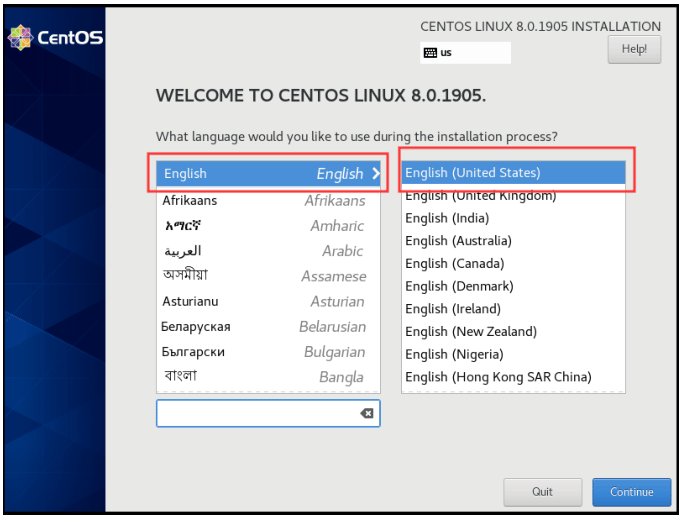 CentOS
CENTOS LINUX 8.0.1905 INSTALLATION
us
Help!
WELCOME TO CENTOS LINUX 8.0.1905.
What language would you like to use during the installation process?
English English
Afrikaans Afrikaans
አማርኛ Amharic
العربية Arabic
অসমীয়া Assamese
Asturianu Asturian
Беларуская Belarusian
Български Bulgarian
বাংলা Bangla
English (United States)
English (United Kingdom)
English (India)
English (Australia)
English (Canada)
English (Denmark)
English (Ireland)
English (New Zealand)
English (Nigeria)
English (Hong Kong SAR China)
Quit
Continue